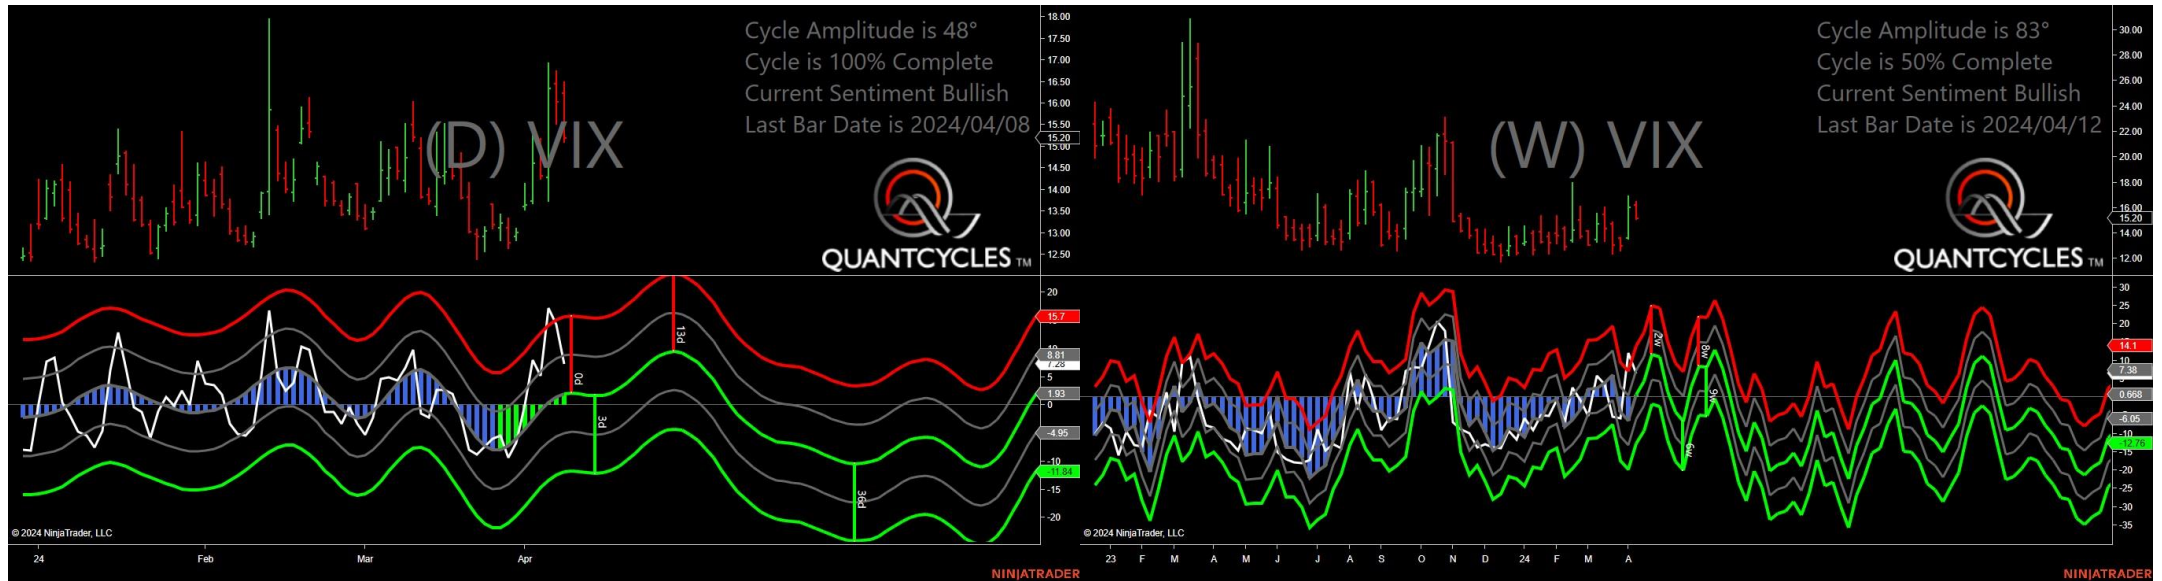 Cycle Amplitude is 48°
Cycle is 100% Complete
Current Sentiment Bullish
Last Bar Date is 2024/04/08
(D) VIX
QUANTCYCLES TM
18.00
17.50
17.00
16.50
16.00
15.50
15.20
15.00
14.50
14.00
13.50
13.00
12.50
20
15.7
8.81
7.28
5
1.93
0
-4.95
-10
-11.84
-15
-20
0d
3d
13d
36d
© 2024 NinjaTrader, LLC
24 Feb Mar Apr
NINJATRADER
Cycle Amplitude is 83°
Cycle is 50% Complete
Current Sentiment Bullish
Last Bar Date is 2024/04/12
(W) VIX
QUANTCYCLES TM
30.00
28.00
26.00
24.00
22.00
20.00
18.00
16.00
15.20
14.00
12.00
30
25
20
14.1
10
7.38
0.668
-6.05
-10
-12.76
-15
-20
-25
-30
-35
2w
8w
9w
6w
© 2024 NinjaTrader, LLC
23 F M A M J J A S O N D 24 F M A
NINJATRADER